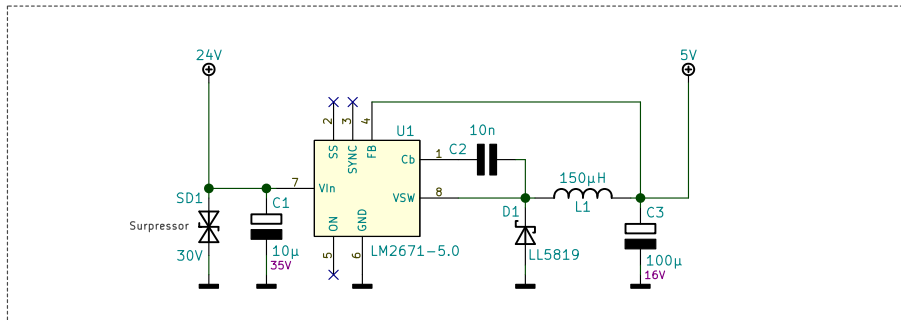 24V
5V
2
3
4
U1
10n
SS
SYNC
FB
Cb
1
C2
150µH
7
VIn
VSW
8
L1
SD1
Surpressor
30V
C1
10µ
35V
ON
GND
5
6
LM2671-5.0
D1
LL5819
C3
100µ
16V